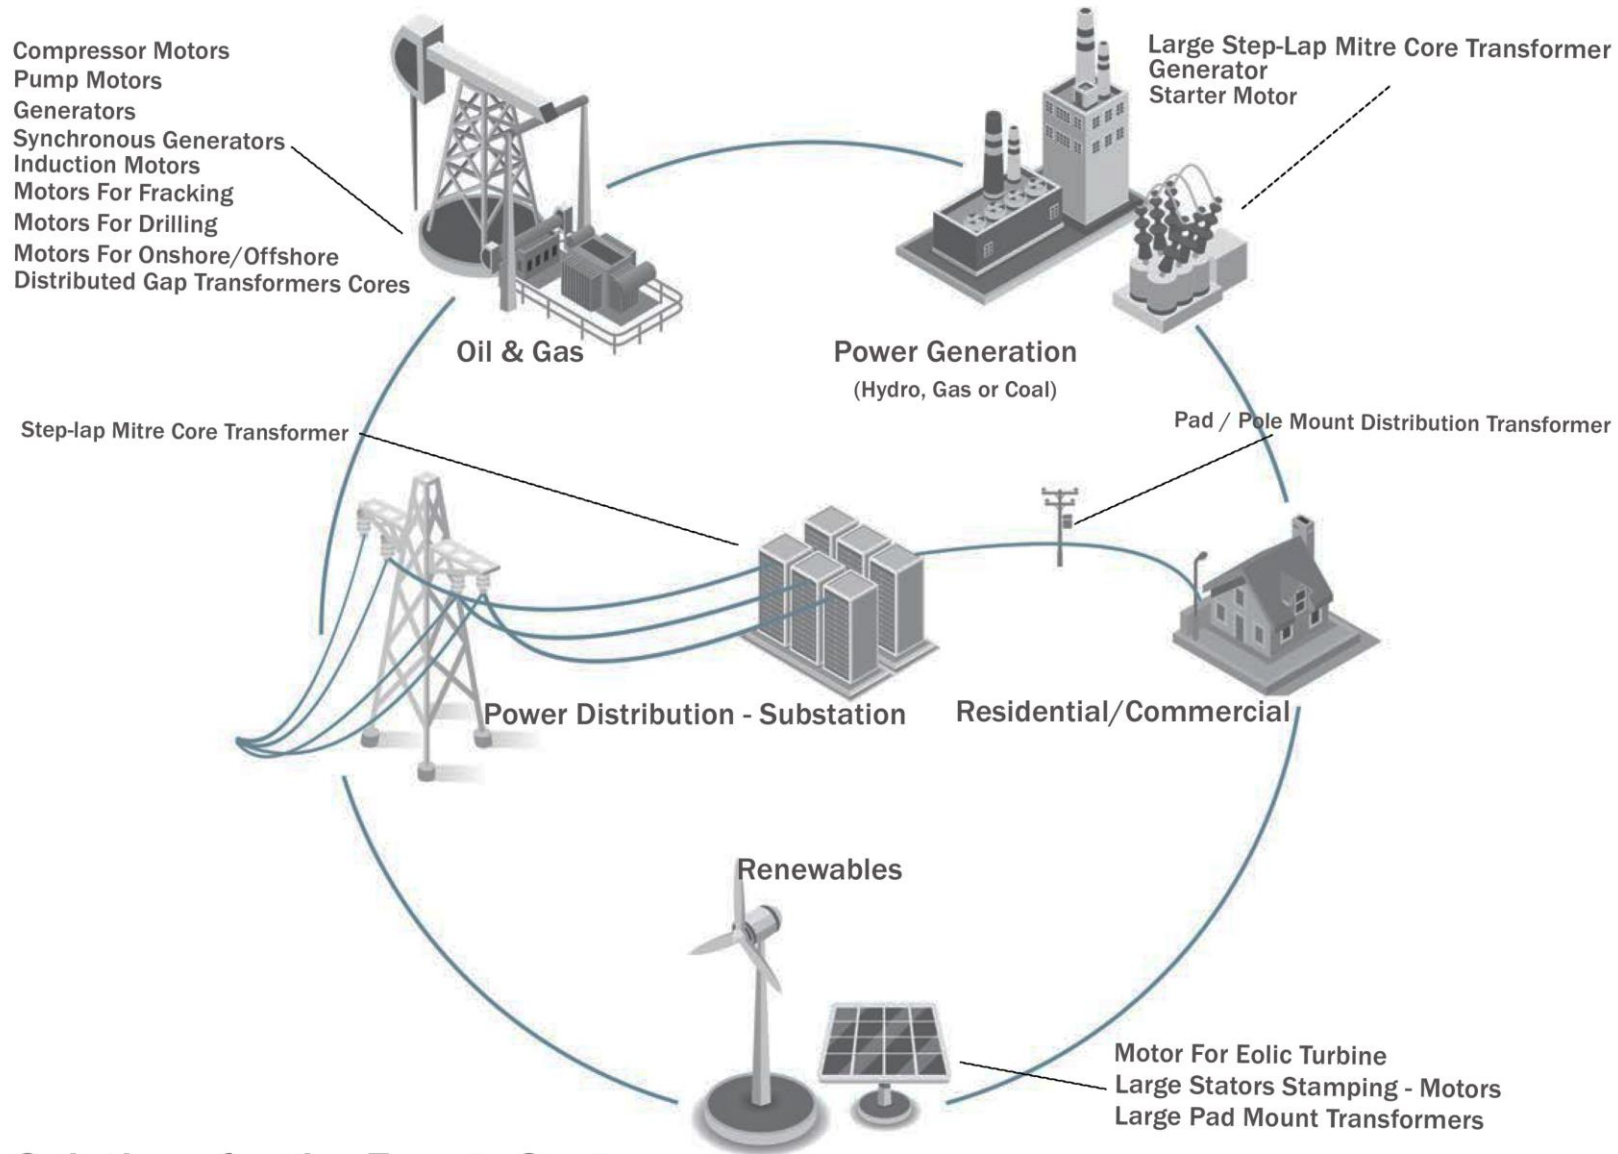 Compressor Motors
Pump Motors
Generators
Synchronous Generators
Induction Motors
Motors For Fracking
Motors For Drilling
Motors For Onshore/Offshore
Distributed Gap Transformers Cores
Large Step-Lap Mitre Core Transformer
Generator
Starter Motor
Oil & Gas
Power Generation
(Hydro, Gas or Coal)
Step-lap Mitre Core Transformer
Pad / Pole Mount Distribution Transformer
Power Distribution - Substation
Residential/Commercial
Renewables
Motor For Eolic Turbine
Large Stators Stamping - Motors
Large Pad Mount Transformers